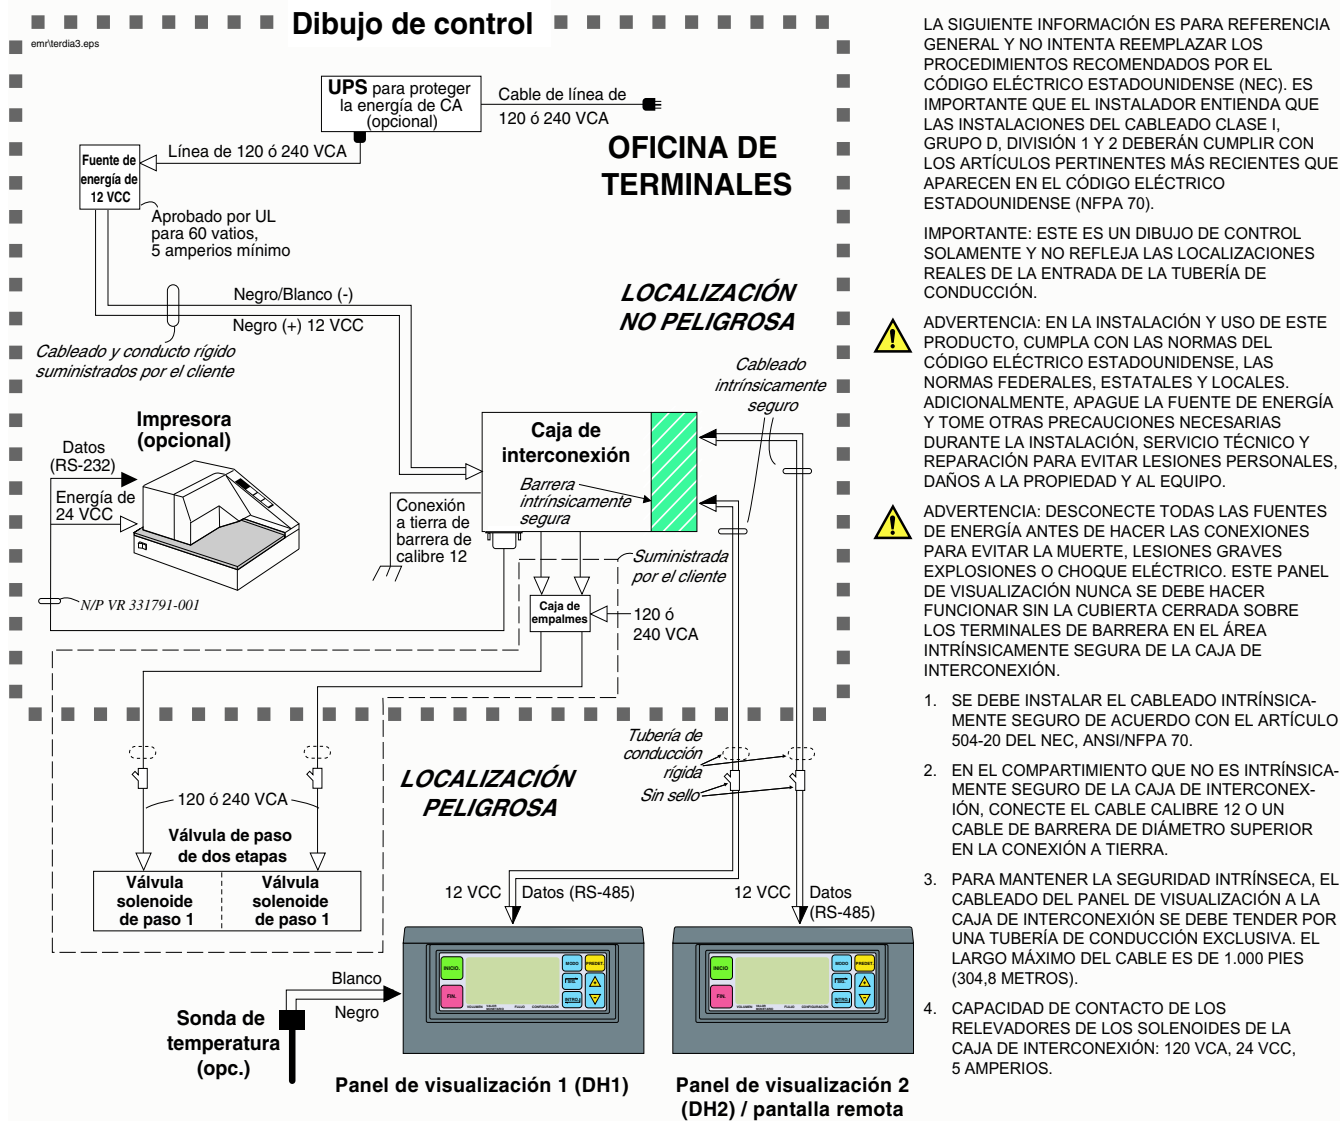 Dibujo de control
emr\terdia3.eps
UPS para proteger
la energía de CA
(opcional)
Cable de línea de
120 ó 240 VCA
OFICINA DE
TERMINALES
Línea de 120 ó 240 VCA
Fuente de
energía de
12 VCC
Aprobado por UL
para 60 vatios,
5 amperios mínimo
LOCALIZACIÓN
NO PELIGROSA
Negro/Blanco (-)
Negro (+) 12 VCC
Cableado y conducto rígido
suministrados por el cliente
Cableado
intrínsicamente
seguro
Impresora
(opcional)
Datos
(RS-232)
Energía de
24 VCC
Caja de
interconexión
Barrera
intrínsicamente
segura
Conexión
a tierra de
barrera de
calibre 12
Suministrada
por el cliente
N/P VR 331791-001
Caja de
empalmes
120 ó
240 VCA
Tubería de
conducción
rígida
Sin sello
LOCALIZACIÓN
PELIGROSA
120 ó 240 VCA
Válvula de paso
de dos etapas
Válvula
solenoide
de paso 1
Válvula
solenoide
de paso 1
12 VCC
Datos (RS-485)
12 VCC
Datos
(RS-485)
Blanco
Negro
Sonda de
temperatura
(opc.)
INICIO.
FIN.
MODO
PREDET.
INTRO.
VOLUMEN
FLUJO
CONFIGURACIÓN
INICIO
FIN.
MODO
PREDET.
INTRO.
VOLUMEN
FLUJO
CONFIGURACIÓN
Panel de visualización 1 (DH1)
Panel de visualización 2
(DH2) / pantalla remota
LA SIGUIENTE INFORMACIÓN ES PARA REFERENCIA
GENERAL Y NO INTENTA REEMPLAZAR LOS
PROCEDIMIENTOS RECOMENDADOS POR EL
CÓDIGO ELÉCTRICO ESTADOUNIDENSE (NEC). ES
IMPORTANTE QUE EL INSTALADOR ENTIENDA QUE
LAS INSTALACIONES DEL CABLEADO CLASE I,
GRUPO D, DIVISIÓN 1 Y 2 DEBERÁN CUMPLIR CON
LOS ARTÍCULOS PERTINENTES MÁS RECIENTES QUE
APARECEN EN EL CÓDIGO ELÉCTRICO
ESTADOUNIDENSE (NFPA 70).
IMPORTANTE: ESTE ES UN DIBUJO DE CONTROL
SOLAMENTE Y NO REFLEJA LAS LOCALIZACIONES
REALES DE LA ENTRADA DE LA TUBERÍA DE
CONDUCCIÓN.
ADVERTENCIA: EN LA INSTALACIÓN Y USO DE ESTE
PRODUCTO, CUMPLA CON LAS NORMAS DEL
CÓDIGO ELÉCTRICO ESTADOUNIDENSE, LAS
NORMAS FEDERALES, ESTATALES Y LOCALES.
ADICIONALMENTE, APAGUE LA FUENTE DE ENERGÍA
Y TOME OTRAS PRECAUCIONES NECESARIAS
DURANTE LA INSTALACIÓN, SERVICIO TÉCNICO Y
REPARACIÓN PARA EVITAR LESIONES PERSONALES,
DAÑOS A LA PROPIEDAD Y AL EQUIPO.
ADVERTENCIA: DESCONECTE TODAS LAS FUENTES
DE ENERGÍA ANTES DE HACER LAS CONEXIONES
PARA EVITAR LA MUERTE, LESIONES GRAVES
EXPLOSIONES O CHOQUE ELÉCTRICO. ESTE PANEL
DE VISUALIZACIÓN NUNCA SE DEBE HACER
FUNCIONAR SIN LA CUBIERTA CERRADA SOBRE
LOS TERMINALES DE BARRERA EN EL ÁREA
INTRÍNSICAMENTE SEGURA DE LA CAJA DE
INTERCONEXIÓN.
1. SE DEBE INSTALAR EL CABLEADO INTRÍNSICA-
MENTE SEGURO DE ACUERDO CON EL ARTÍCULO
504-20 DEL NEC, ANSI/NFPA 70.
2. EN EL COMPARTIMIENTO QUE NO ES INTRÍNSICA-
MENTE SEGURO DE LA CAJA DE INTERCONEX-
IÓN, CONECTE EL CABLE CALIBRE 12 O UN
CABLE DE BARRERA DE DIÁMETRO SUPERIOR
EN LA CONEXIÓN A TIERRA.
3. PARA MANTENER LA SEGURIDAD INTRÍNSECA, EL
CABLEADO DEL PANEL DE VISUALIZACIÓN A LA
CAJA DE INTERCONEXIÓN SE DEBE TENDER POR
UNA TUBERÍA DE CONDUCCIÓN EXCLUSIVA. EL
LARGO MÁXIMO DEL CABLE ES DE 1.000 PIES
(304,8 METROS).
4. CAPACIDAD DE CONTACTO DE LOS
RELEVADORES DE LOS SOLENOIDES DE LA
CAJA DE INTERCONEXIÓN: 120 VCA, 24 VCC,
5 AMPERIOS.